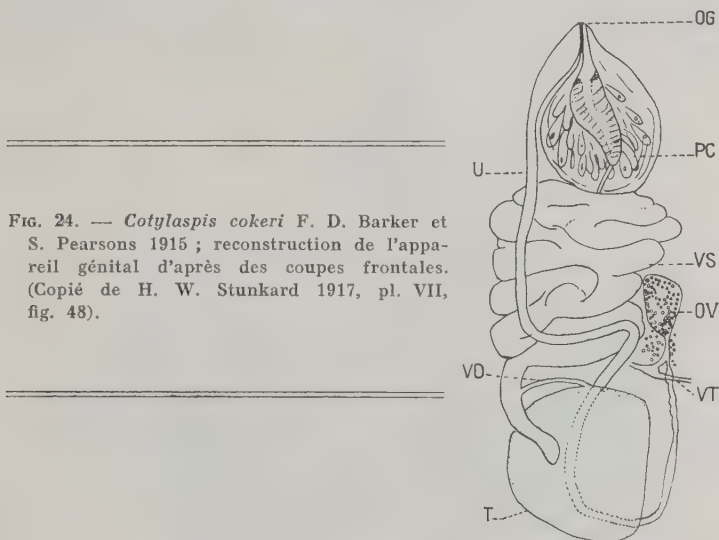 FIG. 24. — Cotylaspis cokeri F. D. Barker et
S. Pearsons 1915 ; reconstruction de l'appa-
reil génital d'après des coupes frontales.
(Copié de H. W. Stunkard 1917, pl. VII,
fig. 48).
OG
PC
U
VS
OV
VD
VT
T